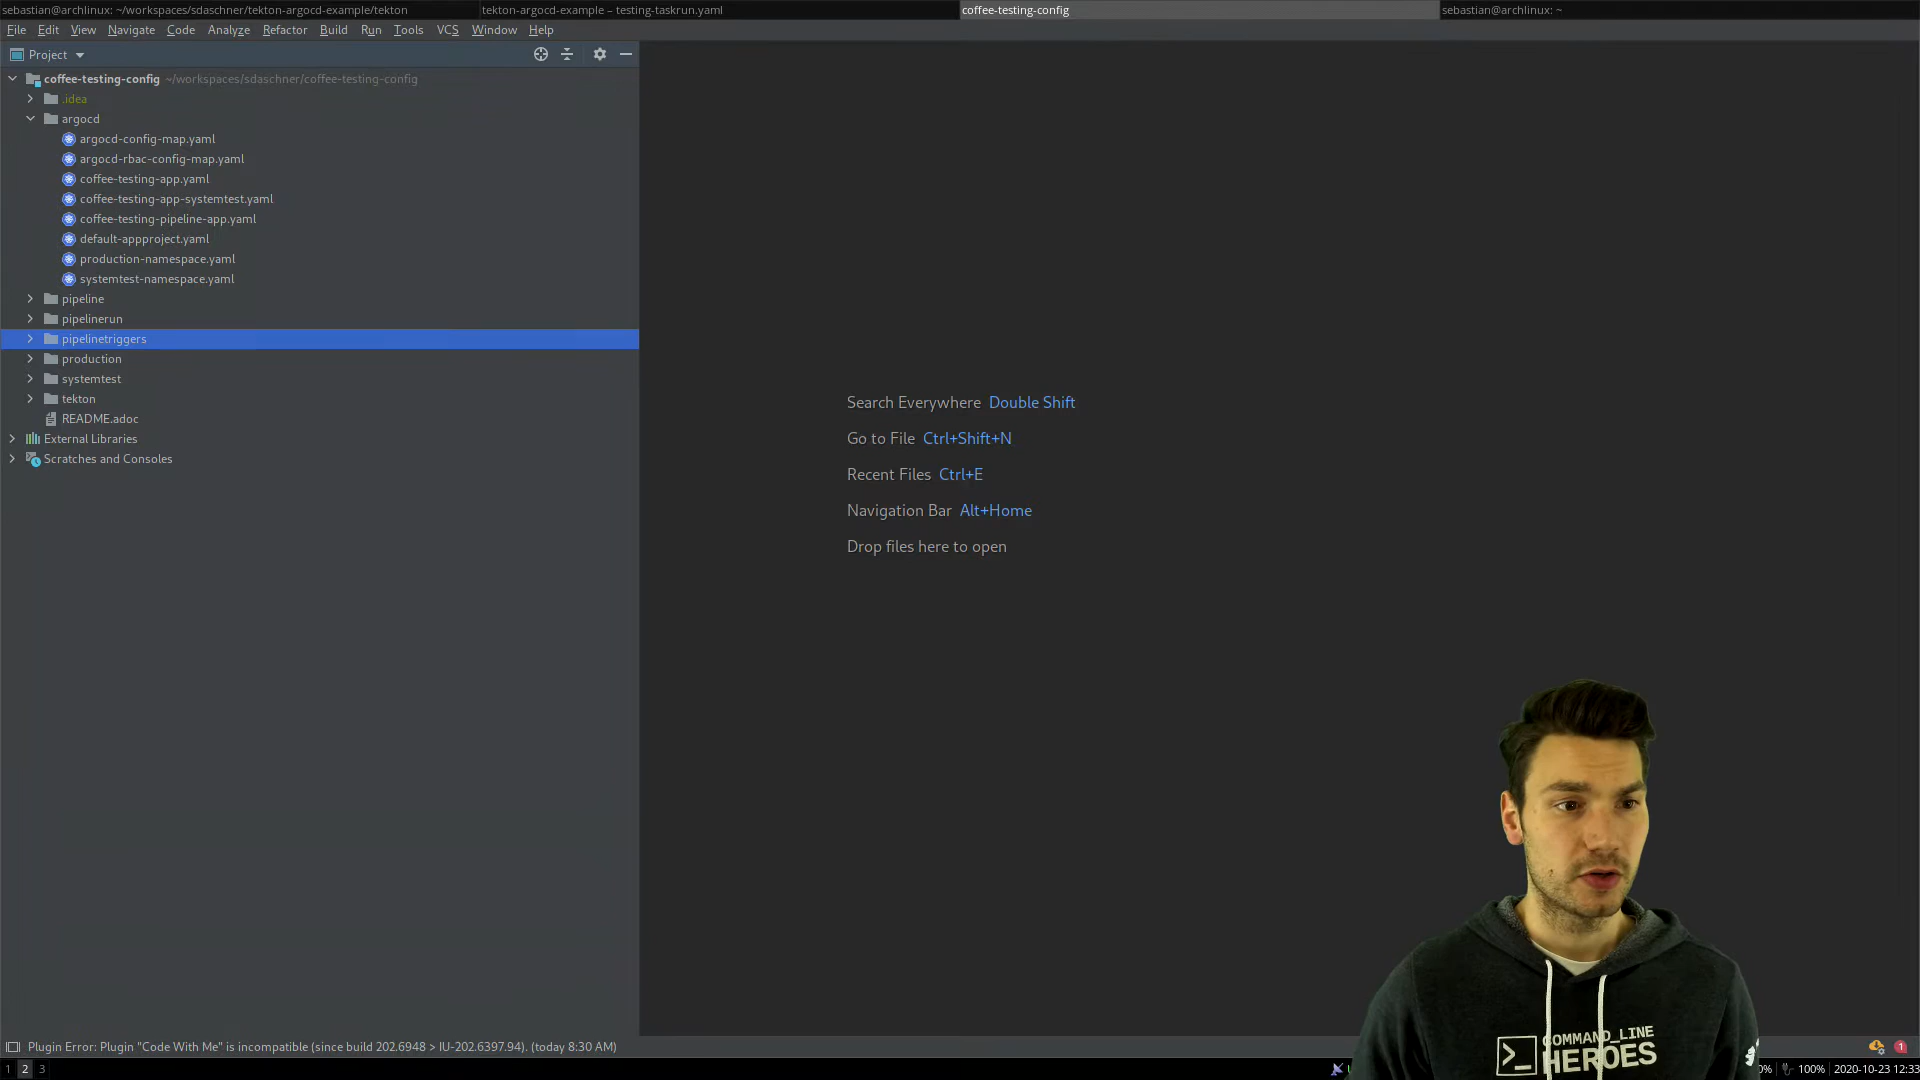 sebastian@archlinux: ~/workspaces/sdaschner/tekton-argocd-example/tekton
tekton-argocd-example – testing-taskrun.yaml
coffee-testing-config
sebastian@archlinux: ~
File Edit View Navigate Code Analyze Refactor Build Run Tools VCS Window Help
Project
coffee-testing-config ~/workspaces/sdaschner/coffee-testing-config
.idea
argocd
argocd-config-map.yaml
argocd-rbac-config-map.yaml
coffee-testing-app.yaml
coffee-testing-app-systemtest.yaml
coffee-testing-pipeline-app.yaml
default-appproject.yaml
production-namespace.yaml
systemtest-namespace.yaml
pipeline
pipelinerun
pipelinetriggers
production
systemtest
tekton
README.adoc
External Libraries
Scratches and Consoles
Search Everywhere Double Shift
Go to File Ctrl+Shift+N
Recent Files Ctrl+E
Navigation Bar Alt+Home
Drop files here to open
COMMAND_LINE
HEROES
Plugin Error: Plugin "Code With Me" is incompatible (since build 202.6948 > IU-202.6397.94). (today 8:30 AM)
1
1 2 3
100% 2020-10-23 12:33